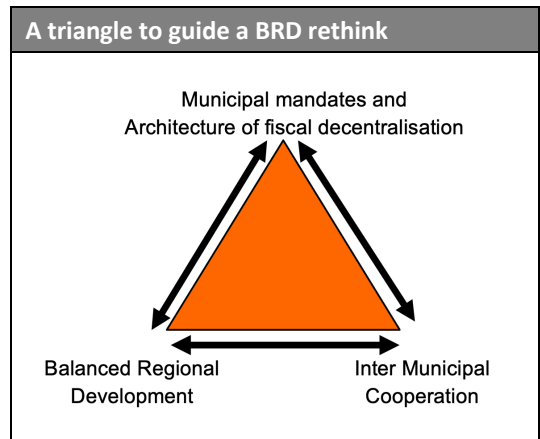 A triangle to guide a BRD rethink
Municipal mandates and
Architecture of fiscal decentralisation
Balanced Regional
Development
Inter Municipal
Cooperation